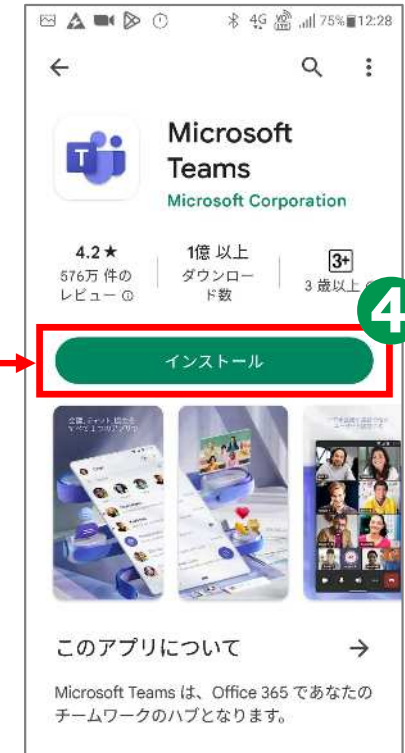 4G 75% 12:28
Microsoft
Teams
Microsoft Corporation
4.2★
576万 件の
レビュー
1億 以上
ダウンロー
ド数
3+
3 歳以上
4
インストール
このアプリについて
Microsoft Teams は、Office 365 であなたの
チームワークのハブとなります。